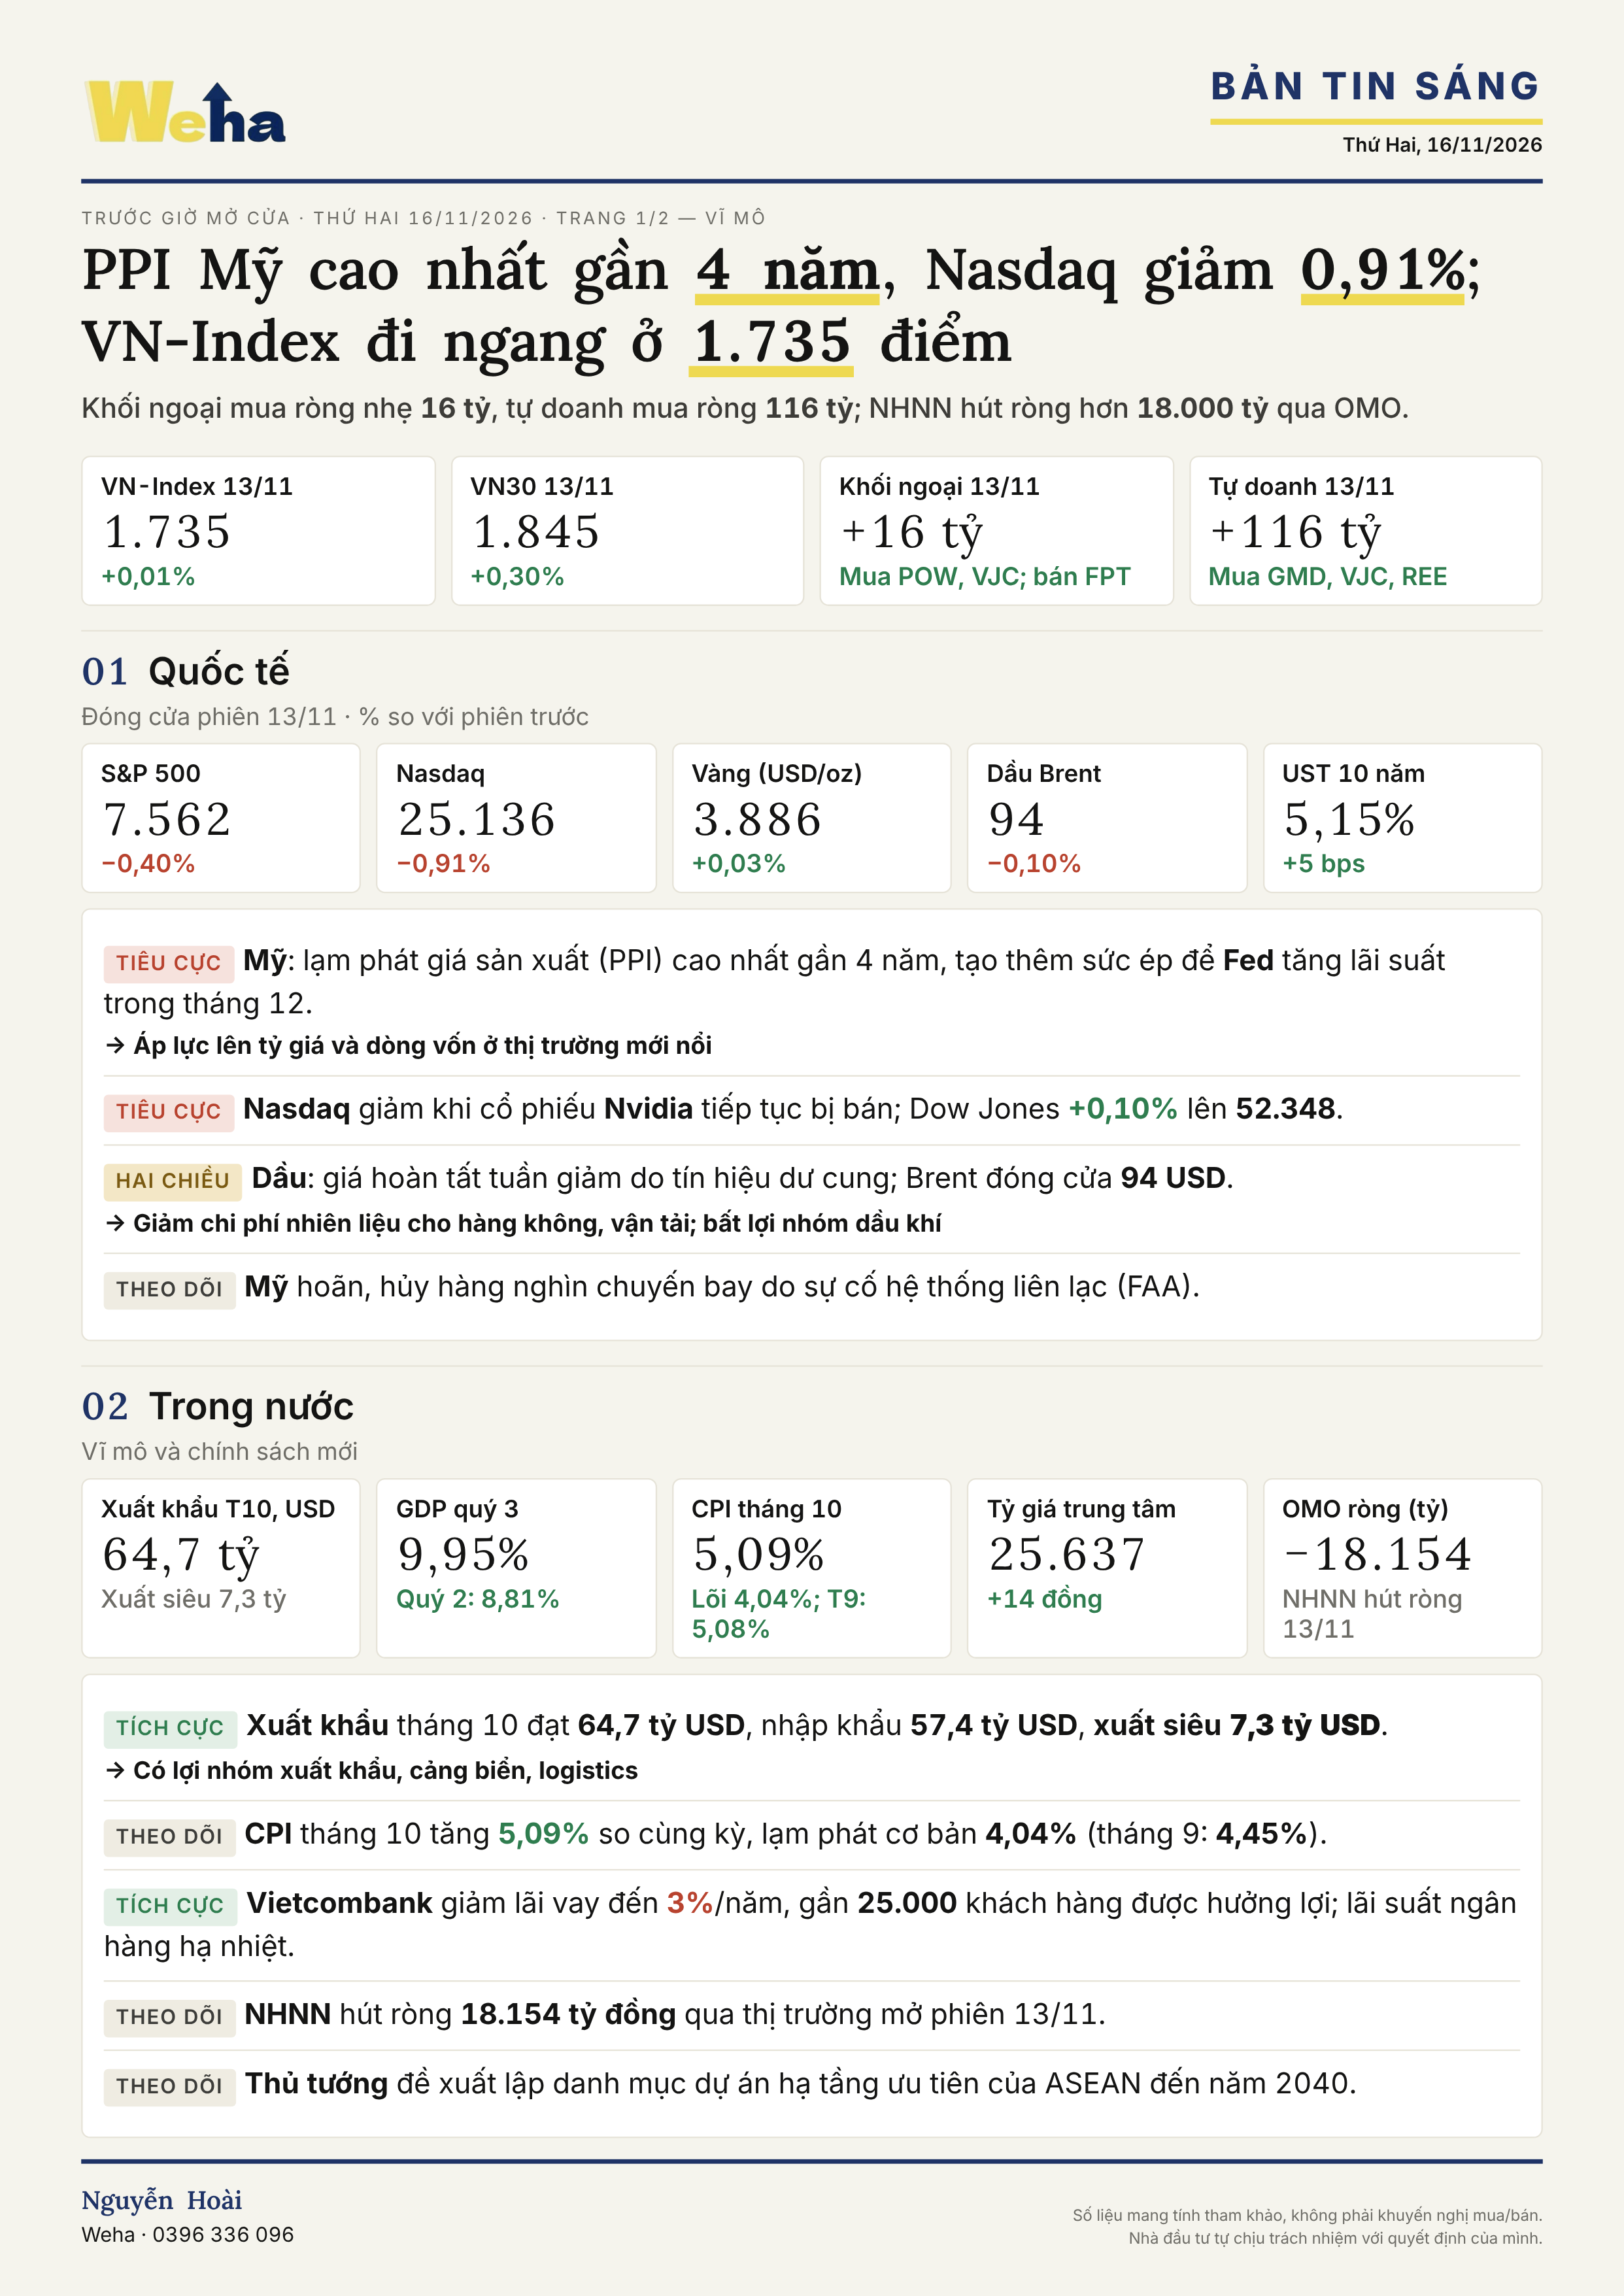 Weha
BẢN TIN SÁNG
Thứ Hai, 16/11/2026
TRƯỚC GIỜ MỞ CỬA · THỨ HAI 16/11/2026 · TRANG 1/2 — VĨ MÔ
PPI Mỹ cao nhất gần 4 năm, Nasdaq giảm 0,91%;
VN-Index đi ngang ở 1.735 điểm
Khối ngoại mua ròng nhẹ 16 tỷ, tự doanh mua ròng 116 tỷ; NHNN hút ròng hơn 18.000 tỷ qua OMO.
VN-Index 13/11
1.735
+0,01%
VN30 13/11
1.845
+0,30%
Khối ngoại 13/11
+16 tỷ
Mua POW, VJC; bán FPT
Tự doanh 13/11
+116 tỷ
Mua GMD, VJC, REE
01 Quốc tế
Đóng cửa phiên 13/11 · % so với phiên trước
S&P 500
7.562
−0,40%
Nasdaq
25.136
−0,91%
Vàng (USD/oz)
3.886
+0,03%
Dầu Brent
94
−0,10%
UST 10 năm
5,15%
+5 bps
TIÊU CỰC Mỹ: lạm phát giá sản xuất (PPI) cao nhất gần 4 năm, tạo thêm sức ép để Fed tăng lãi suất
trong tháng 12.
→ Áp lực lên tỷ giá và dòng vốn ở thị trường mới nổi
TIÊU CỰC Nasdaq giảm khi cổ phiếu Nvidia tiếp tục bị bán; Dow Jones +0,10% lên 52.348.
HAI CHIỀU Dầu: giá hoàn tất tuần giảm do tín hiệu dư cung; Brent đóng cửa 94 USD.
→ Giảm chi phí nhiên liệu cho hàng không, vận tải; bất lợi nhóm dầu khí
THEO DÕI Mỹ hoãn, hủy hàng nghìn chuyến bay do sự cố hệ thống liên lạc (FAA).
02 Trong nước
Vĩ mô và chính sách mới
Xuất khẩu T10, USD
64,7 tỷ
Xuất siêu 7,3 tỷ
GDP quý 3
9,95%
Quý 2: 8,81%
CPI tháng 10
5,09%
Lõi 4,04%; T9:
5,08%
Tỷ giá trung tâm
25.637
+14 đồng
OMO ròng (tỷ)
−18.154
NHNN hút ròng
13/11
TÍCH CỰC Xuất khẩu tháng 10 đạt 64,7 tỷ USD, nhập khẩu 57,4 tỷ USD, xuất siêu 7,3 tỷ USD.
→ Có lợi nhóm xuất khẩu, cảng biển, logistics
THEO DÕI CPI tháng 10 tăng 5,09% so cùng kỳ, lạm phát cơ bản 4,04% (tháng 9: 4,45%).
TÍCH CỰC Vietcombank giảm lãi vay đến 3%/năm, gần 25.000 khách hàng được hưởng lợi; lãi suất ngân
hàng hạ nhiệt.
THEO DÕI NHNN hút ròng 18.154 tỷ đồng qua thị trường mở phiên 13/11.
THEO DÕI Thủ tướng đề xuất lập danh mục dự án hạ tầng ưu tiên của ASEAN đến năm 2040.
Nguyễn Hoài
Weha · 0396 336 096
Số liệu mang tính tham khảo, không phải khuyến nghị mua/bán.
Nhà đầu tư tự chịu trách nhiệm với quyết định của mình.